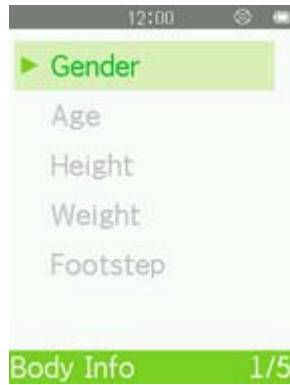 12:00
Gender
Age
Height
Weight
Footstep
Body Info 1/5